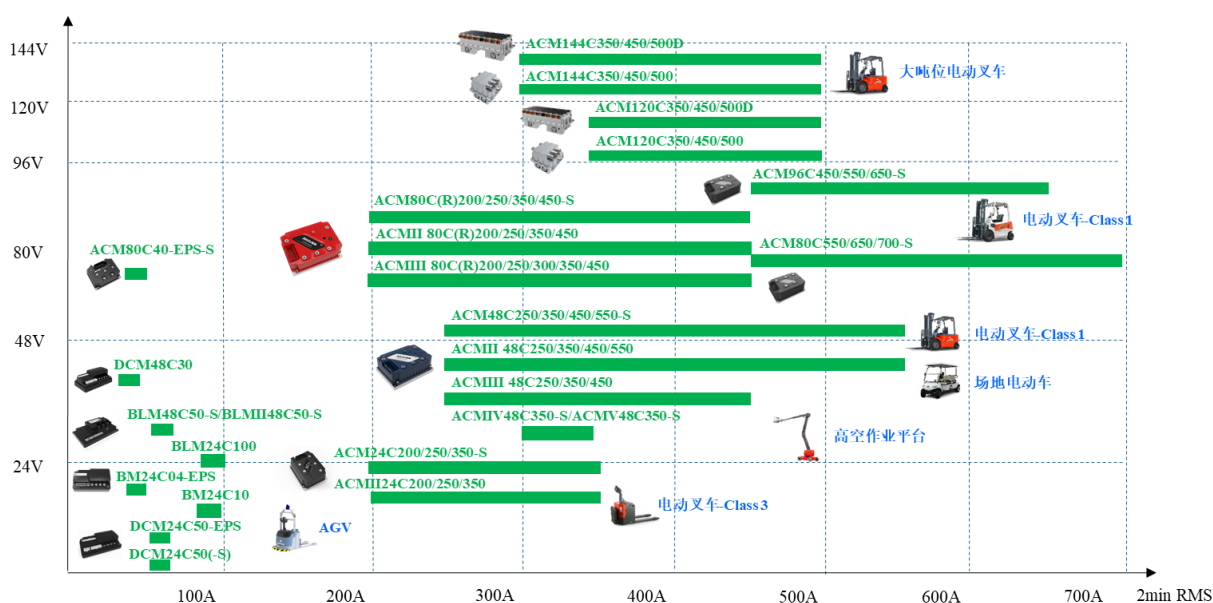 144V
ACM144C350/450/500D
大吨位电动叉车
ACM144C350/450/500
120V
ACM120C350/450/500D
ACM120C350/450/500
96V
ACM96C450/550/650-S
ACM80C(R)200/250/350/450-S
电动叉车-Class1
ACMII 80C(R)200/250/350/450
ACM80C550/650/700-S
ACM80C40-EPS-S
80V
ACMIII 80C(R)200/250/300/350/450
ACM48C250/350/450/550-S
电动叉车-Class1
48V
ACMII 48C250/350/450/550
DCM48C30
ACMIII 48C250/350/450
场地电动车
BLM48C50-S/BLMII48C50-S
ACMIV48C350-S/ACMV48C350-S
高空作业平台
BLM24C100
ACM24C200/250/350-S
24V
BM24C04-EPS
ACMII24C200/250/350
BM24C10
电动叉车-Class3
DCM24C50-EPS
AGV
DCM24C50(-S)
100A
200A
300A
400A
500A
600A
700A
2min RMS